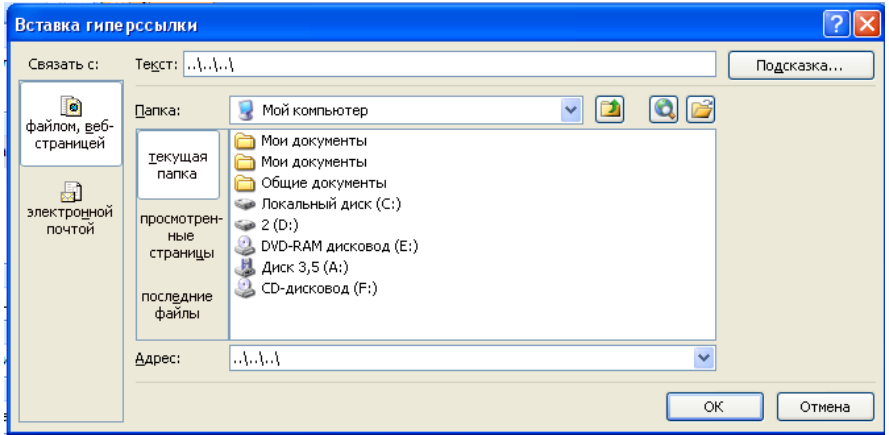 Вставка гиперссылки
Связать с:
Текст: ..\..\..\
Подсказка...
файлом, веб-
страницей
электронной
почтой
Папка:
Мой компьютер
текущая
папка
просмотрен-
ные
страницы
последние
файлы
Мои документы
Мои документы
Общие документы
Локальный диск (C:)
2 (D:)
DVD-RAM дисковод (E:)
Диск 3,5 (A:)
CD-дисковод (F:)
Адрес: ..\..\..\
ОК
Отмена